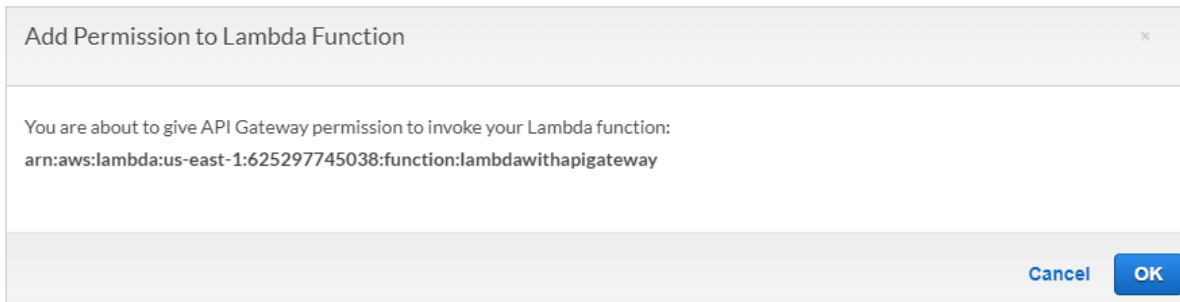 Add Permission to Lambda Function
×
You are about to give API Gateway permission to invoke your Lambda function:
arn:aws:lambda:us-east-1:625297745038:function:lambdawithapigateway
Cancel OK